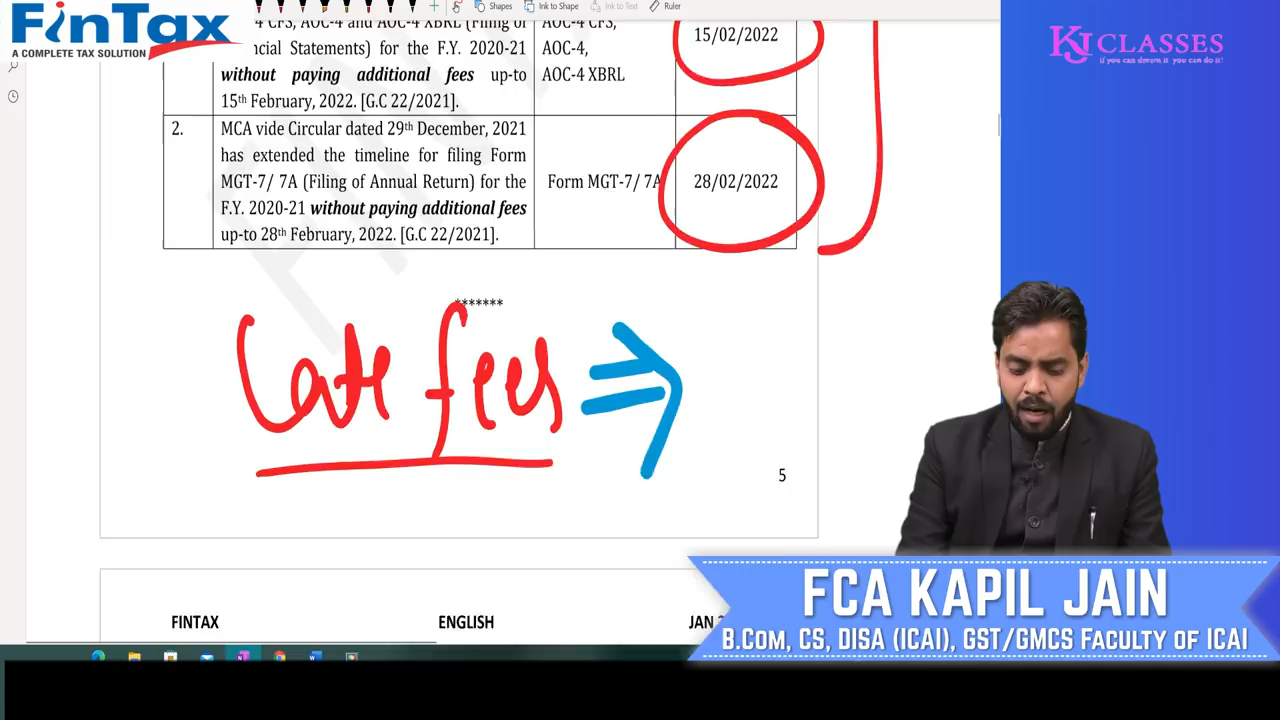 FinTax
A COMPLETE TAX SOLUTION
Shapes
Ink to Shape
Ink to Text
Ruler
KJ CLASSES
if you can dream it you can do it!
-4 CFS, AOC-4 and AOC-4 XBRL (Filing of
ncial Statements) for the F.Y. 2020-21
without paying additional fees up-to
15th February, 2022. [G.C 22/2021].
AOC-4 CFS,
AOC-4,
AOC-4 XBRL
15/02/2022
2.
MCA vide Circular dated 29th December, 2021
has extended the timeline for filing Form
MGT-7/ 7A (Filing of Annual Return) for the
F.Y. 2020-21 without paying additional fees
up-to 28th February, 2022. [G.C 22/2021].
Form MGT-7/ 7A
28/02/2022
*******
Late fees ⇒
5
FINTAX
ENGLISH
JAN 2
FCA KAPIL JAIN
B.COM, CS, DISA (ICAI), GST/GMCS FACULTY OF ICAI